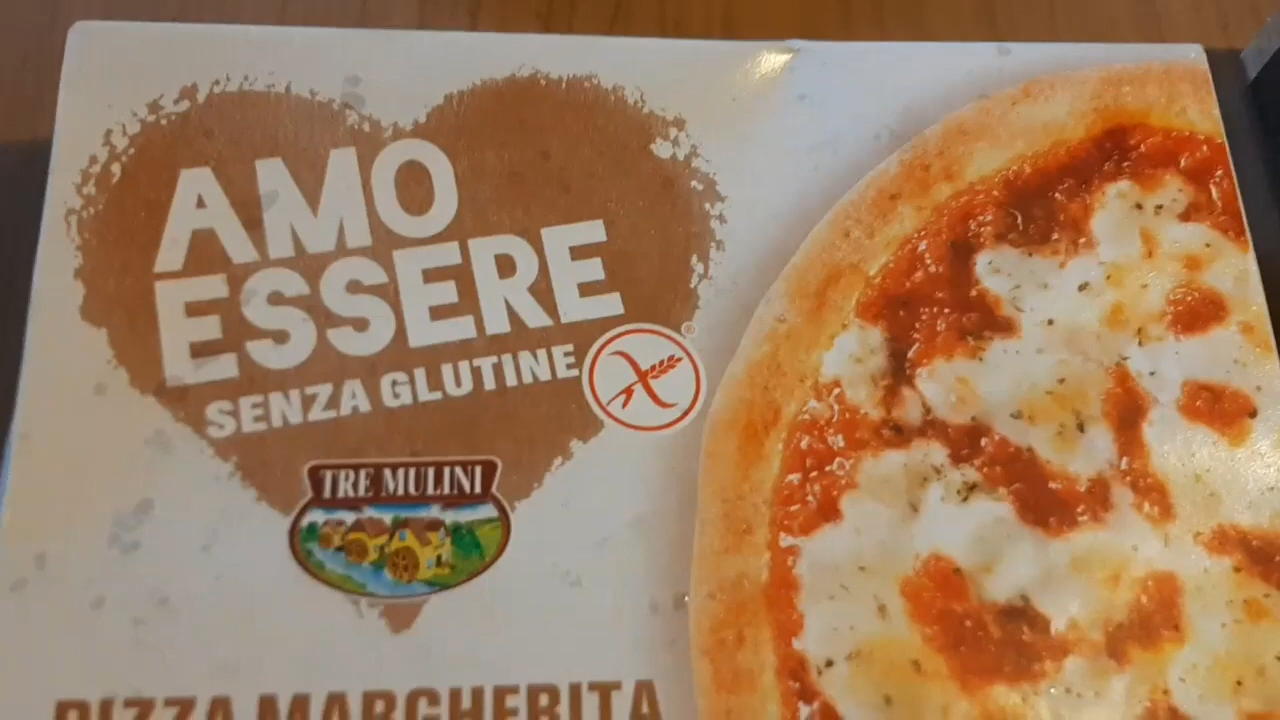 AMO
ESSERE
SENZA GLUTINE
®
TRE MULINI
PIZZA MARGHERITA